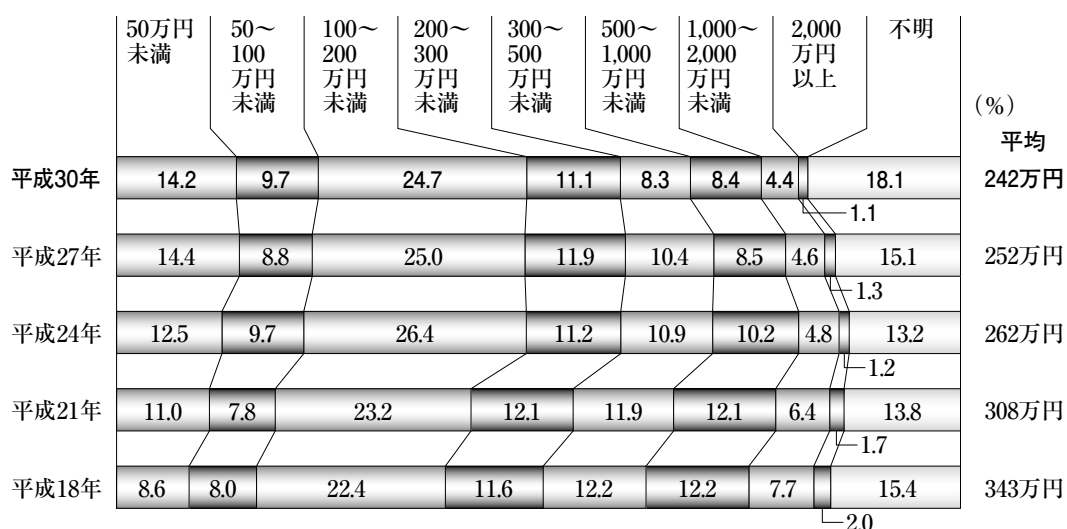 50万円
未満
50～
100
万円
未満
100～
200
万円
未満
200～
300
万円
未満
300～
500
万円
未満
500～
1,000
万円
未満
1,000～
2,000
万円
未満
2,000
万円
以上
不明
(%)
平均
平成30年 14.2 9.7 24.7 11.1 8.3 8.4 4.4 18.1 242万円
1.1
平成27年 14.4 8.8 25.0 11.9 10.4 8.5 4.6 15.1 252万円
1.3
平成24年 12.5 9.7 26.4 11.2 10.9 10.2 4.8 13.2 262万円
1.2
平成21年 11.0 7.8 23.2 12.1 11.9 12.1 6.4 13.8 308万円
1.7
平成18年 8.6 8.0 22.4 11.6 12.2 12.2 7.7 15.4 343万円
2.0